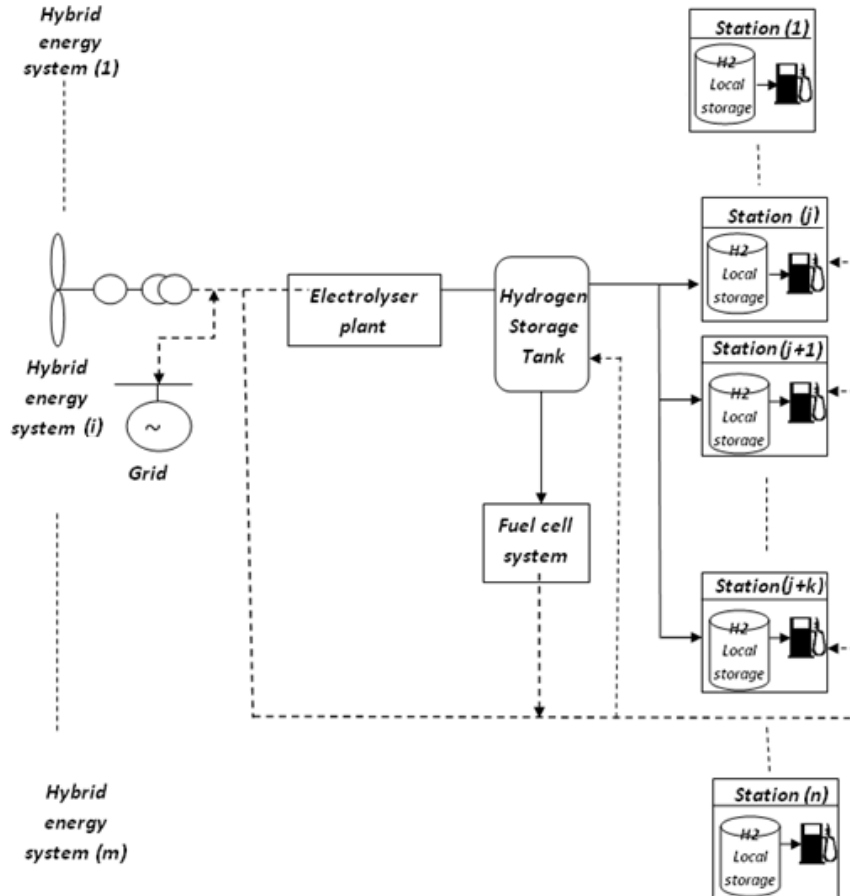 Hybrid
energy
system (1)
Station (1)
H2
Local
storage
Station (j)
H2
Local
storage
Electrolyser
plant
Hydrogen
Storage
Tank
Station(j+1)
H2
Local
storage
Hybrid
energy
system (i)
~
Grid
Fuel cell
system
Station(j+k)
H2
Local
storage
Hybrid
energy
system (m)
Station (n)
H2
Local
storage